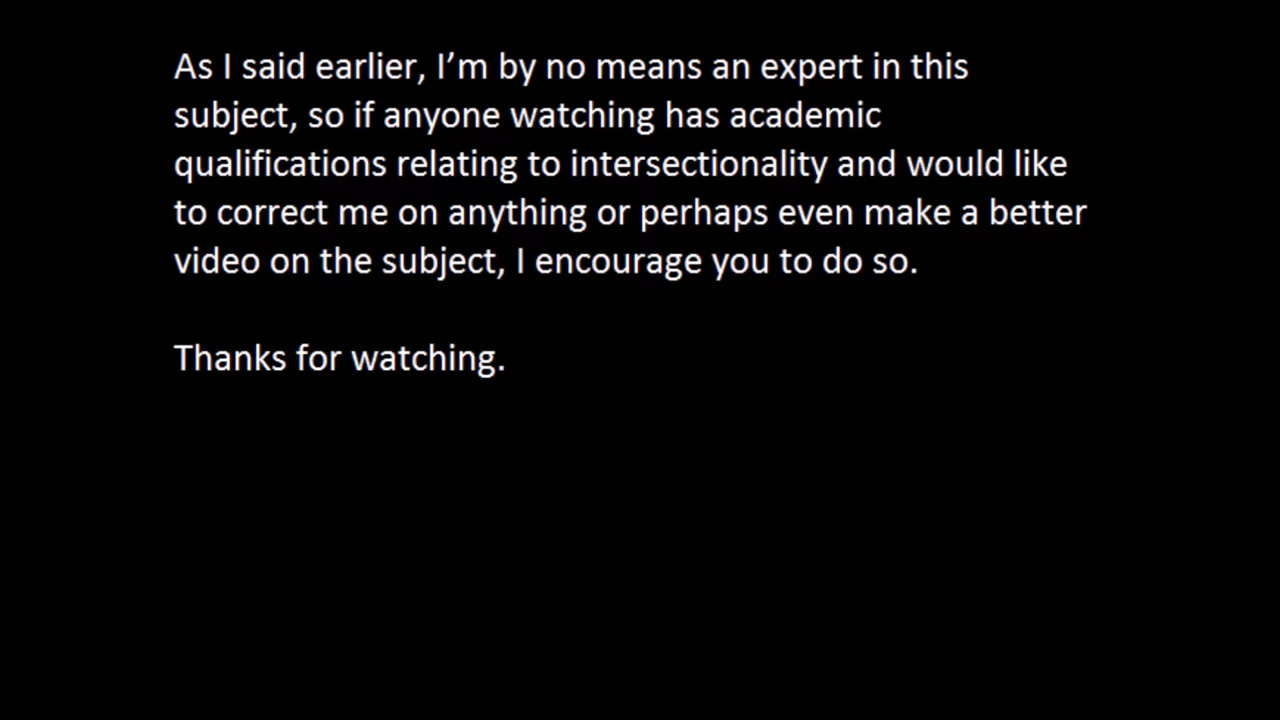 As I said earlier, I’m by no means an expert in this
subject, so if anyone watching has academic
qualifications relating to intersectionality and would like
to correct me on anything or perhaps even make a better
video on the subject, I encourage you to do so.
Thanks for watching.